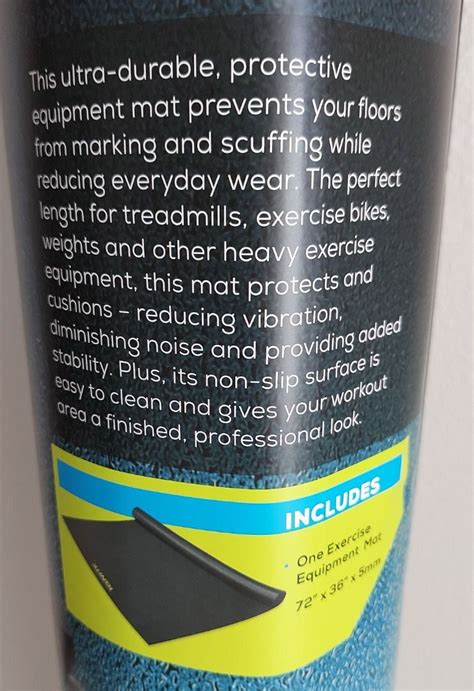 This ultra-durable, protective
equipment mat prevents your floors
from marking and scuffing while
reducing everyday wear. The perfect
length for treadmills, exercise bikes,
weights and other heavy exercise
equipment, this mat protects and
cushions – reducing vibration,
diminishing noise and providing added
stability. Plus, its non-slip surface is
easy to clean and gives your workout
area a finished, professional look.
INCLUDES
• One Exercise
Equipment Mat
72" x 36" x 5mm